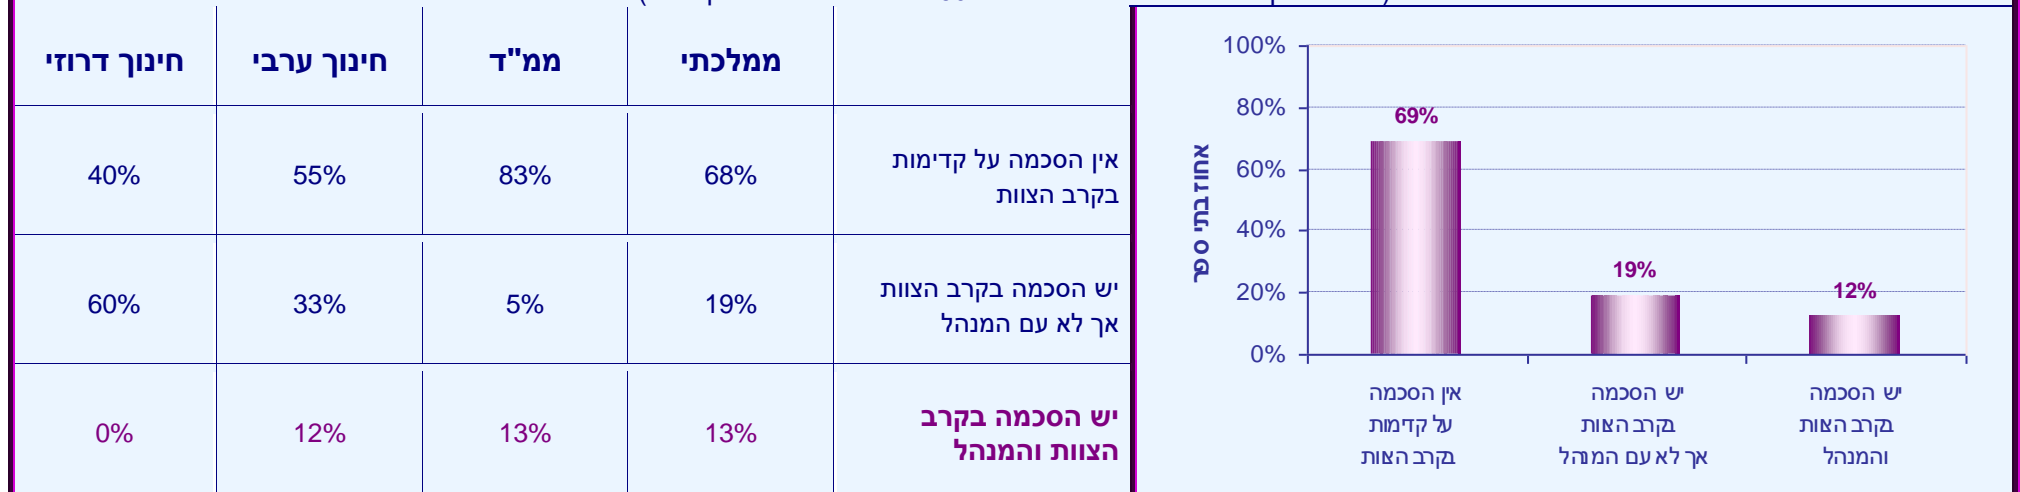 ממלכתי ממ"ד חינוך ערבי חינוך דרוזי
אין הסכמה על קדימות
בקרב הצוות
68% 83% 55% 40%
יש הסכמה בקרב הצוות
אך לא עם המנהל
19% 5% 33% 60%
יש הסכמה בקרב
הצוות והמנהל
13% 13% 12% 0%
אחוז בתי ספר
100%
80%
60%
40%
20%
0%
69%
19%
12%
אין הסכמה
על קדימות
בקרב הצוות
יש הסכמה
בקרב הצוות
אך לא עם המנהל
יש הסכמה
בקרב הצוות
והמנהל